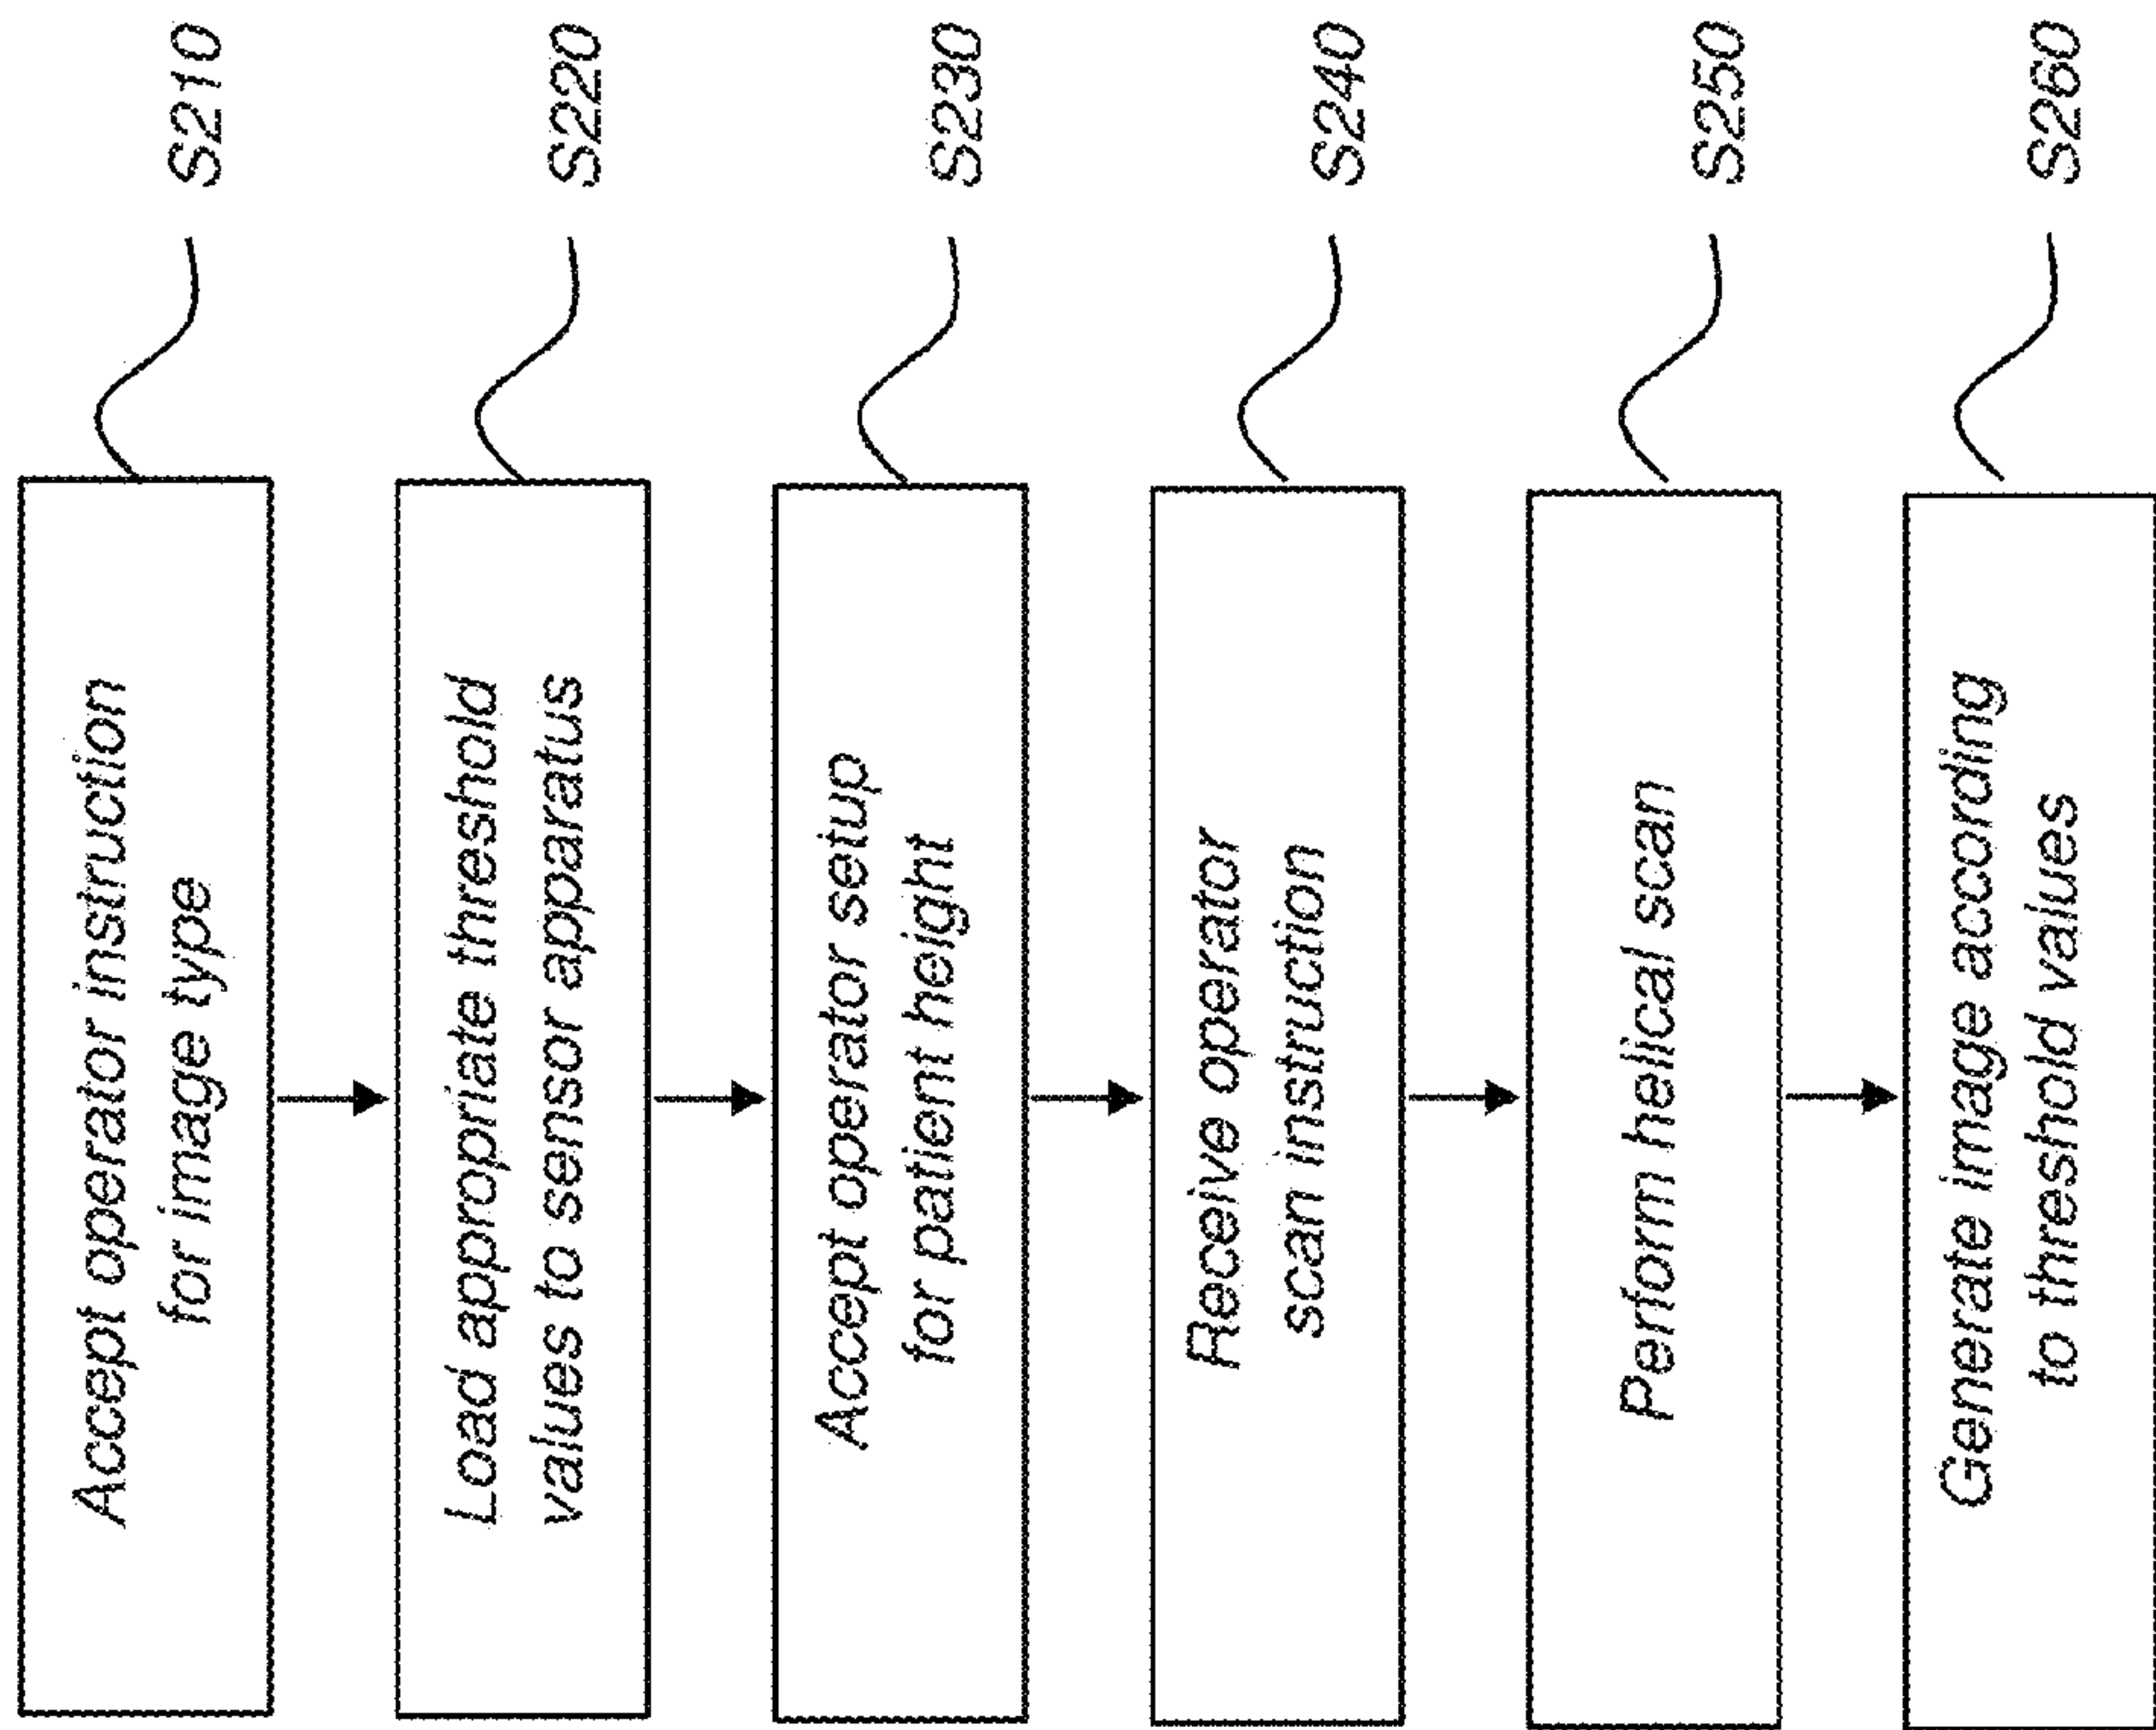 Accept operator instruction
for image type
S210
Load appropriate threshold
values to sensor apparatus
S220
Accept operator setup
for patient height
S230
Receive operator
scan instruction
S240
Perform helical scan
S250
Generate image according
to threshold values
S260